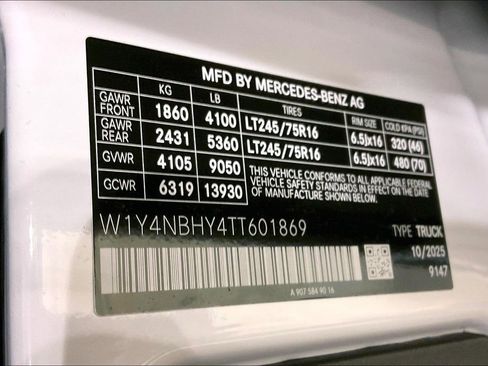 MFD BY MERCEDES-BENZ AG
KG LB TIRES RIM SIZE COLD KPA (PSI)
GAWR FRONT 1860 4100 LT245/75R16 6.5Jx16 320 (46)
GAWR REAR 2431 5360 LT245/75R16 6.5Jx16 480 (70)
GVWR 4105 9050
GCWR 6319 13930
THIS VEHICLE CONFORMS TO ALL APPLICABLE FEDERAL
VEHICLE SAFETY STANDARDS IN EFFECT ON THE DATE
OF MANUFACTURE SHOWN ABOVE.
W1Y4NBHY4TT601869
TYPE TRUCK
10/2025
9147
A 907 584 90 16